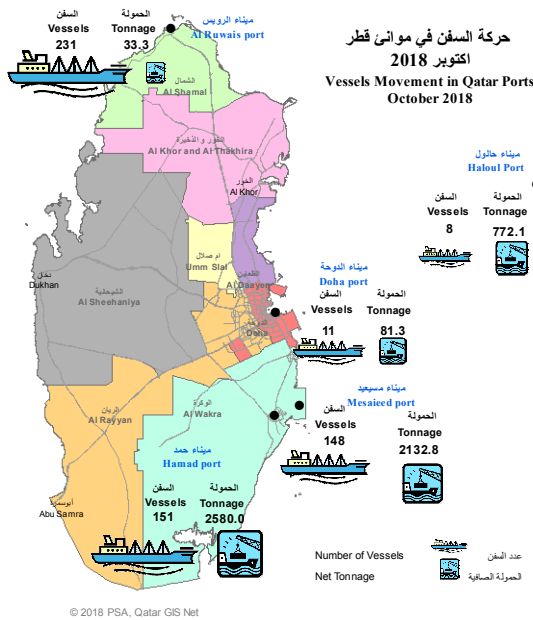 حركة السفن في موانئ قطر
اكتوبر 2018
Vessels Movement in Qatar Ports
October 2018
ميناء الرويس
Al Ruwais port
السفن
Vessels
231
الحمولة
Tonnage
33.3
الشمال
Al Shamal
الخور و الذخيرة
Al Khor and Al Thakhira
الخور
Al Khor
ميناء حالول
Haloul Port
السفن
Vessels
8
الحمولة
Tonnage
772.1
ام صلال
Umm Slal
الظعاين
Al Daayen
دخان
Dukhan
الشيحانية
Al Sheehaniya
ميناء الدوحة
Doha port
السفن
Vessels
11
الحمولة
Tonnage
81.3
الدوحة
Doha
ميناء مسيعيد
Mesaieed port
السفن
Vessels
148
الحمولة
Tonnage
2132.8
الريان
Al Rayyan
الوكرة
Al Wakra
ميناء حمد
Hamad port
السفن
Vessels
151
الحمولة
Tonnage
2580.0
أبوسمرة
Abu Samra
Number of Vessels
عدد السفن
Net Tonnage
الحمولة الصافية
© 2018 PSA, Qatar GIS Net